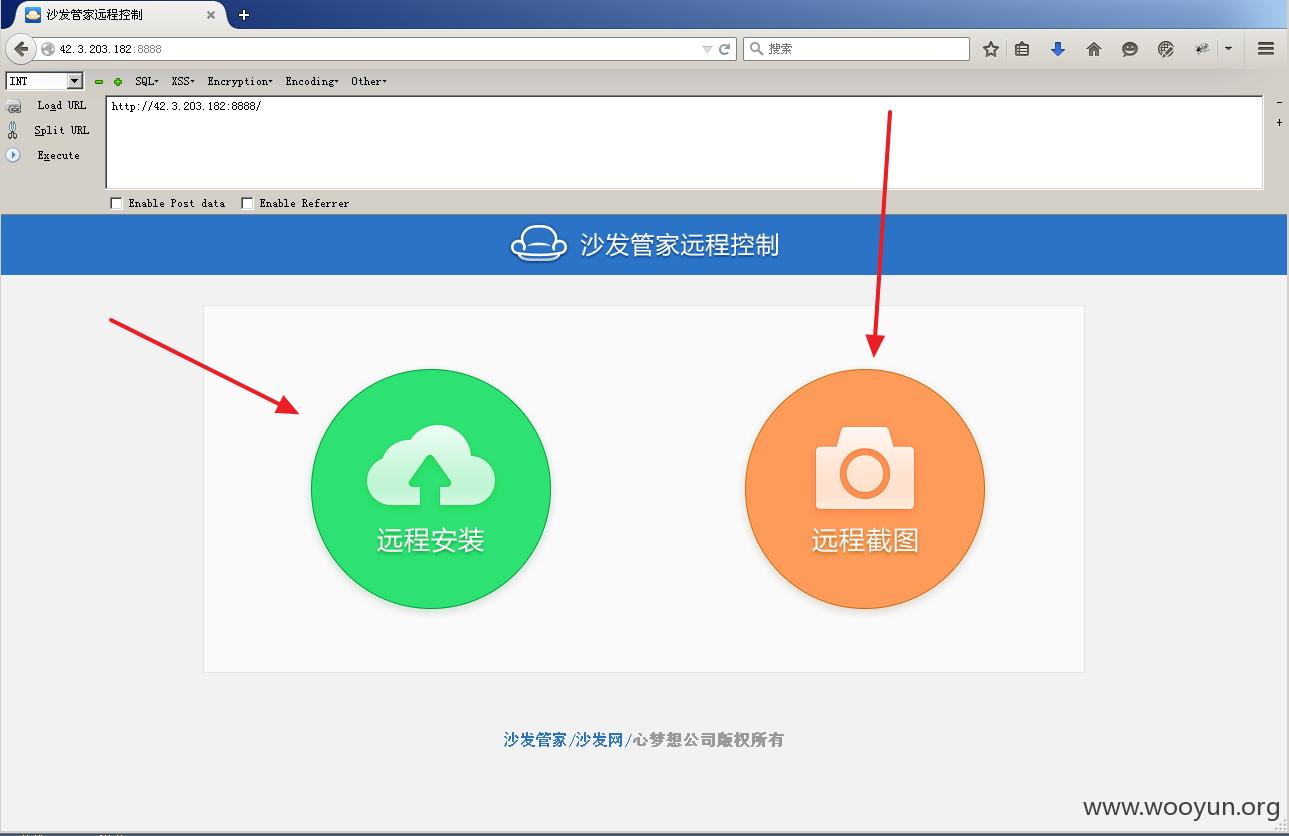 沙发管家远程控制
42.3.203.182:8888
搜索
INT
SQL XSS Encryption Encoding Other
Load URL
http://42.3.203.182:8888/
Split URL
Execute
Enable Post data Enable Referrer
沙发管家远程控制
远程安装
远程截图
沙发管家/沙发网/心梦想公司版权所有
www.wooyun.org